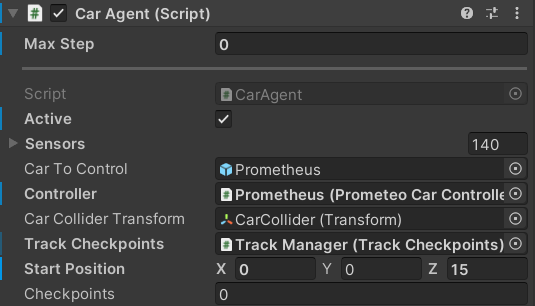 Car Agent (Script)
Max Step 0
Script CarAgent
Active
Sensors 140
Car To Control Prometheus
Controller Prometheus (Prometeo Car Controlle
Car Collider Transform CarCollider (Transform)
Track Checkpoints Track Manager (Track Checkpoints)
Start Position X 0 Y 0 Z 15
Checkpoints 0